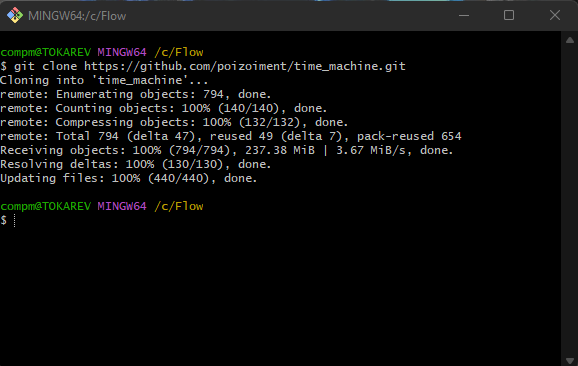 MINGW64:/c/Flow
compm@TOKAREV MINGW64 /c/Flow
$ git clone https://github.com/poizoiment/time_machine.git
Cloning into 'time_machine'...
remote: Enumerating objects: 794, done.
remote: Counting objects: 100% (140/140), done.
remote: Compressing objects: 100% (132/132), done.
remote: Total 794 (delta 47), reused 49 (delta 7), pack-reused 654
Receiving objects: 100% (794/794), 237.38 MiB | 3.67 MiB/s, done.
Resolving deltas: 100% (130/130), done.
Updating files: 100% (440/440), done.
compm@TOKAREV MINGW64 /c/Flow
$